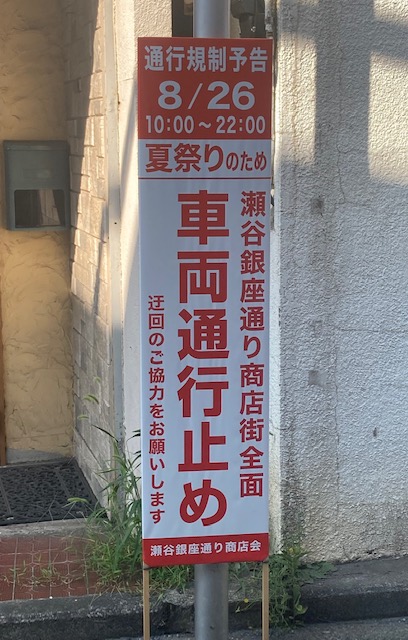 通行規制予告
8/26
10:00～22:00
夏祭りのため
瀬谷銀座通り商店街全面
車両通行止め
迂回のご協力をお願いします
瀬谷銀座通り商店会